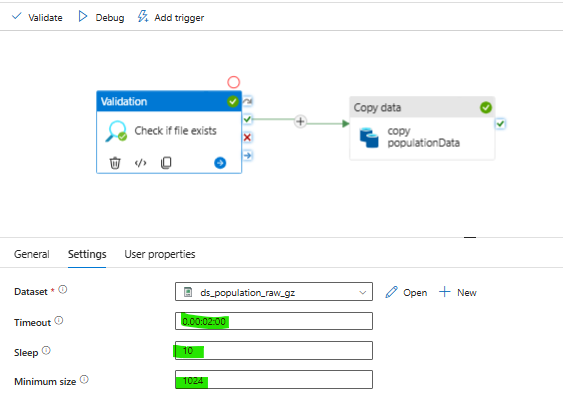 Validate Debug Add trigger
Validation
Check if file exists
Copy data
copy
populationData
General Settings User properties
Dataset * ds_population_raw_gz Open New
Timeout 0.00:02:00
Sleep 10
Minimum size 1024